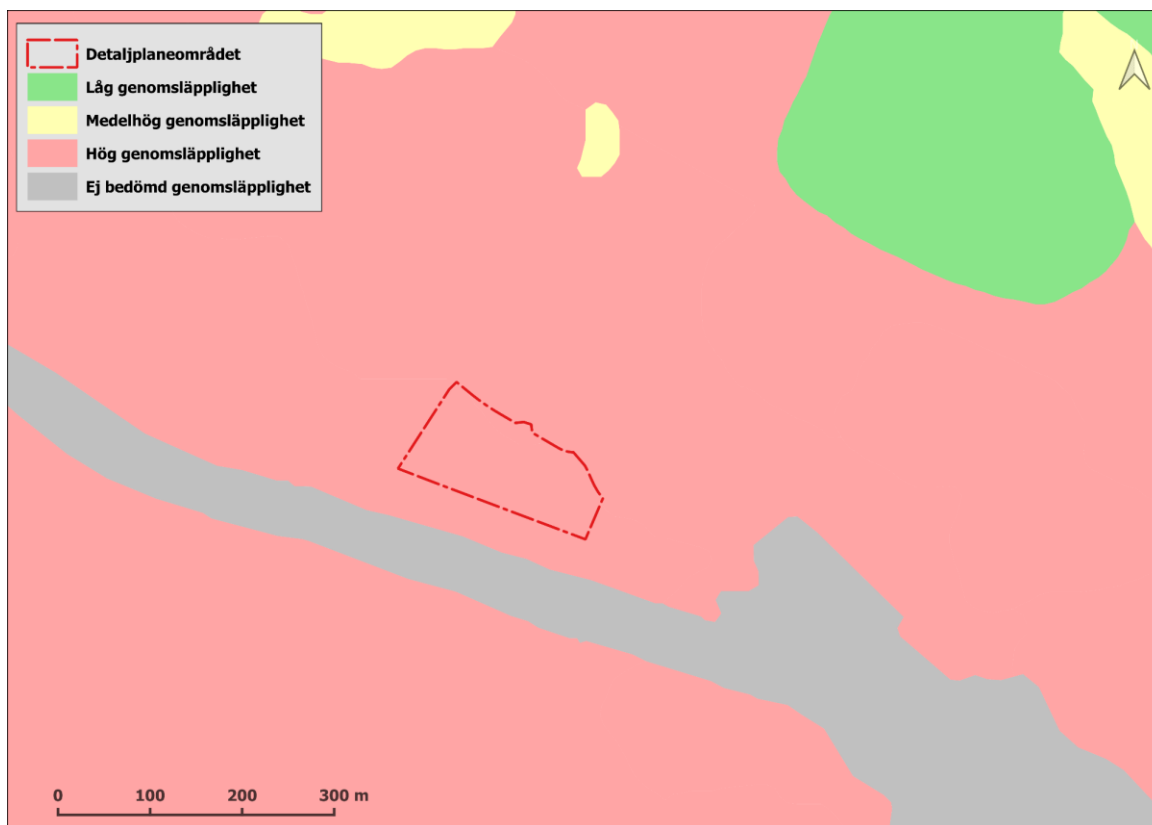 Detaljplaneområdet
Låg genomsläpplighet
Medelhög genomsläpplighet
Hög genomsläpplighet
Ej bedömd genomsläpplighet
0 100 200 300 m